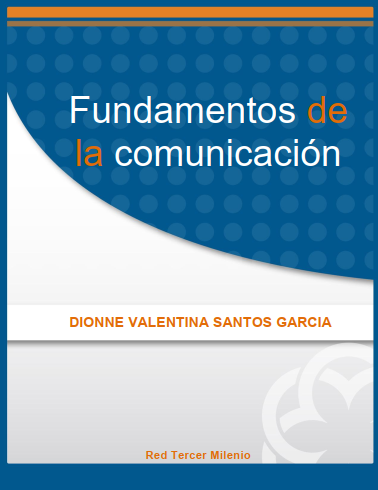 Fundamentos de
la comunicación
DIONNE VALENTINA SANTOS GARCIA
Red Tercer Milenio